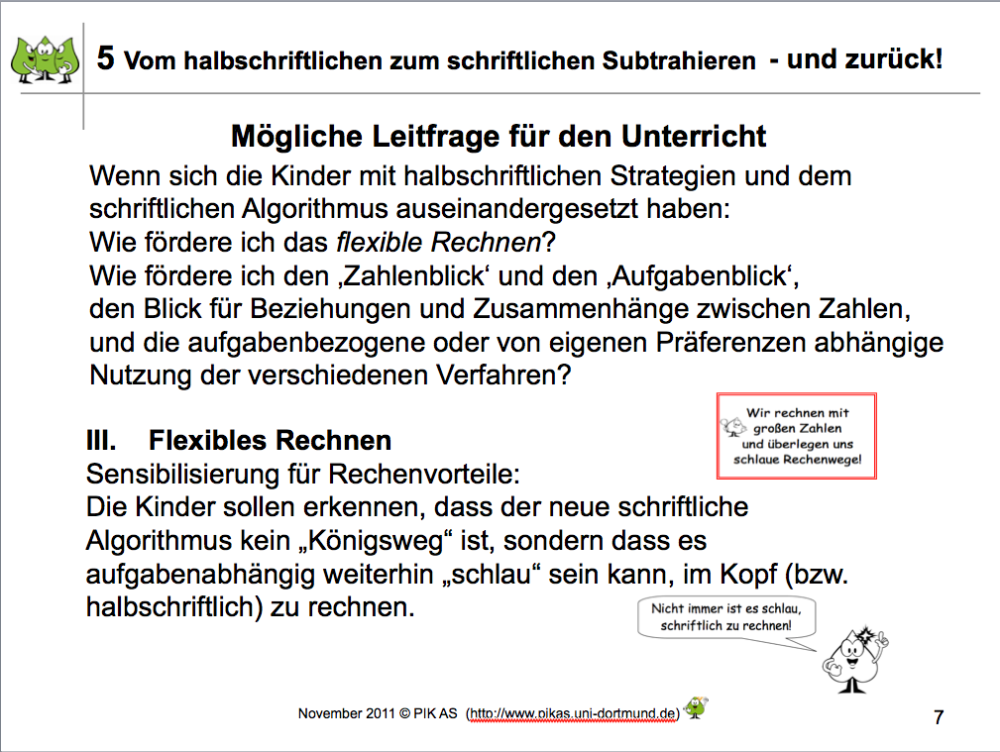 5 Vom halbschriftlichen zum schriftlichen Subtrahieren - und zurück!
Mögliche Leitfrage für den Unterricht
Wenn sich die Kinder mit halbschriftlichen Strategien und dem
schriftlichen Algorithmus auseinandergesetzt haben:
Wie fördere ich das flexible Rechnen?
Wie fördere ich den ‚Zahlenblick‘ und den ‚Aufgabenblick‘,
den Blick für Beziehungen und Zusammenhänge zwischen Zahlen,
und die aufgabenbezogene oder von eigenen Präferenzen abhängige
Nutzung der verschiedenen Verfahren?
Wir rechnen mit
großen Zahlen
und überlegen uns
schlaue Rechenwege!
III. Flexibles Rechnen
Sensibilisierung für Rechenvorteile:
Die Kinder sollen erkennen, dass der neue schriftliche
Algorithmus kein „Königsweg“ ist, sondern dass es
aufgabenabhängig weiterhin „schlau“ sein kann, im Kopf (bzw.
halbschriftlich) zu rechnen.
Nicht immer ist es schlau,
schriftlich zu rechnen!
November 2011 © PIK AS (http://www.pikas.uni-dortmund.de)
7